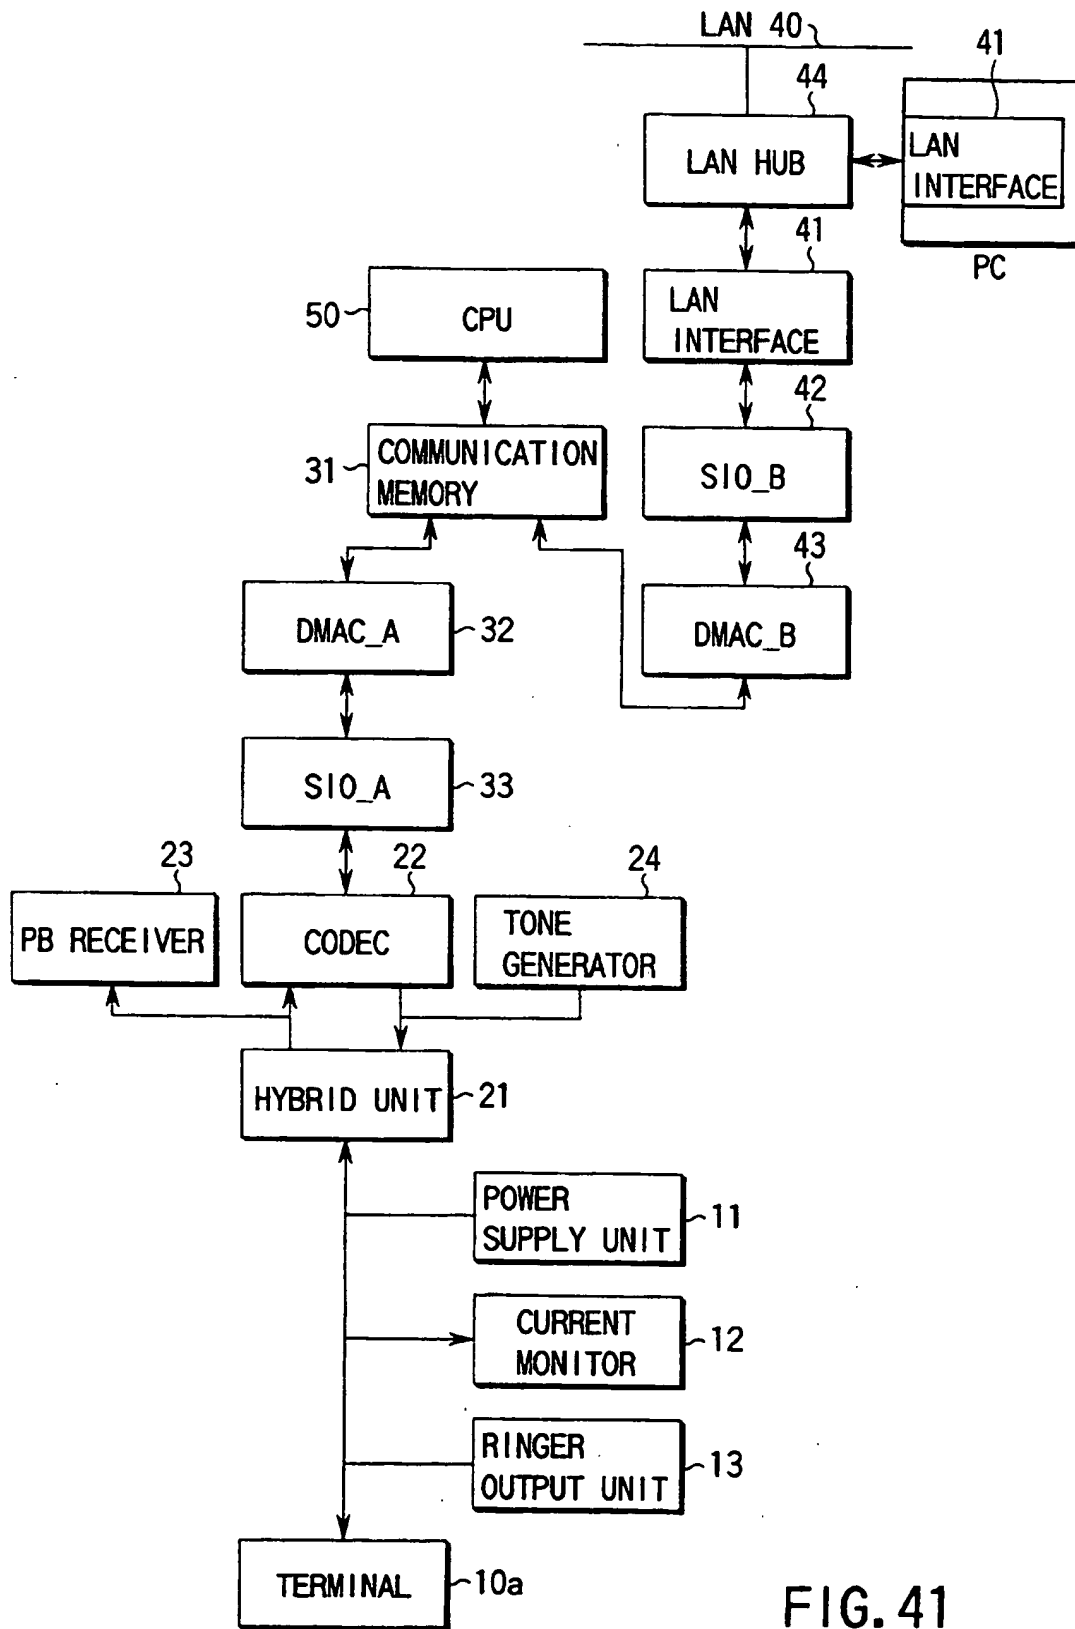 LAN 40
44
41
LAN HUB
LAN
INTERFACE
PC
41
LAN
INTERFACE
50
CPU
42
31
COMMUNICATION
MEMORY
SIO_B
43
DMAC_A
32
DMAC_B
SIO_A
33
23
22
24
PB RECEIVER
CODEC
TONE
GENERATOR
HYBRID UNIT
21
POWER
SUPPLY UNIT
11
CURRENT
MONITOR
12
RINGER
OUTPUT UNIT
13
TERMINAL
10a
FIG. 41